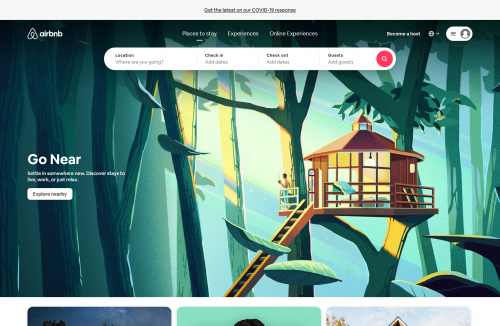 Get the latest on our COVID-19 response
airbnb
Places to stay Experiences Online Experiences
Become a host
Location Check in Check out Guests
Where are you going? Add dates Add dates Add guests
Go Near
Settle in somewhere new. Discover stays to
live, work, or just relax.
Explore nearby